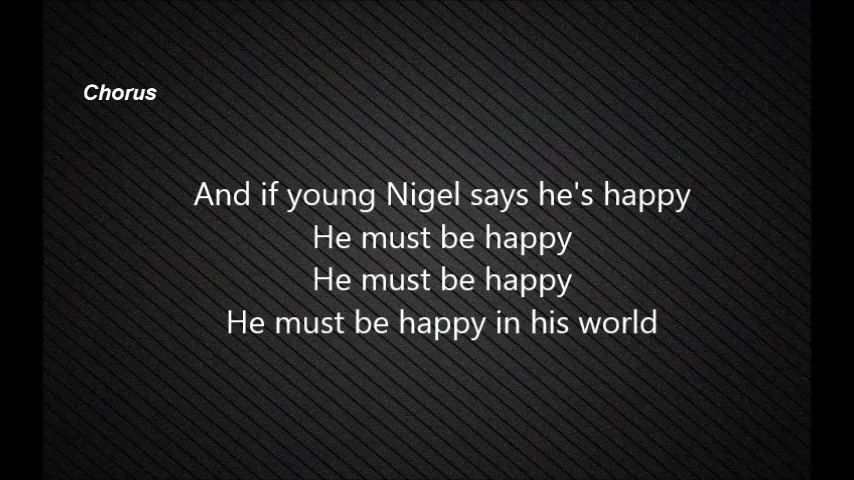 Chorus
And if young Nigel says he's happy
He must be happy
He must be happy
He must be happy in his world